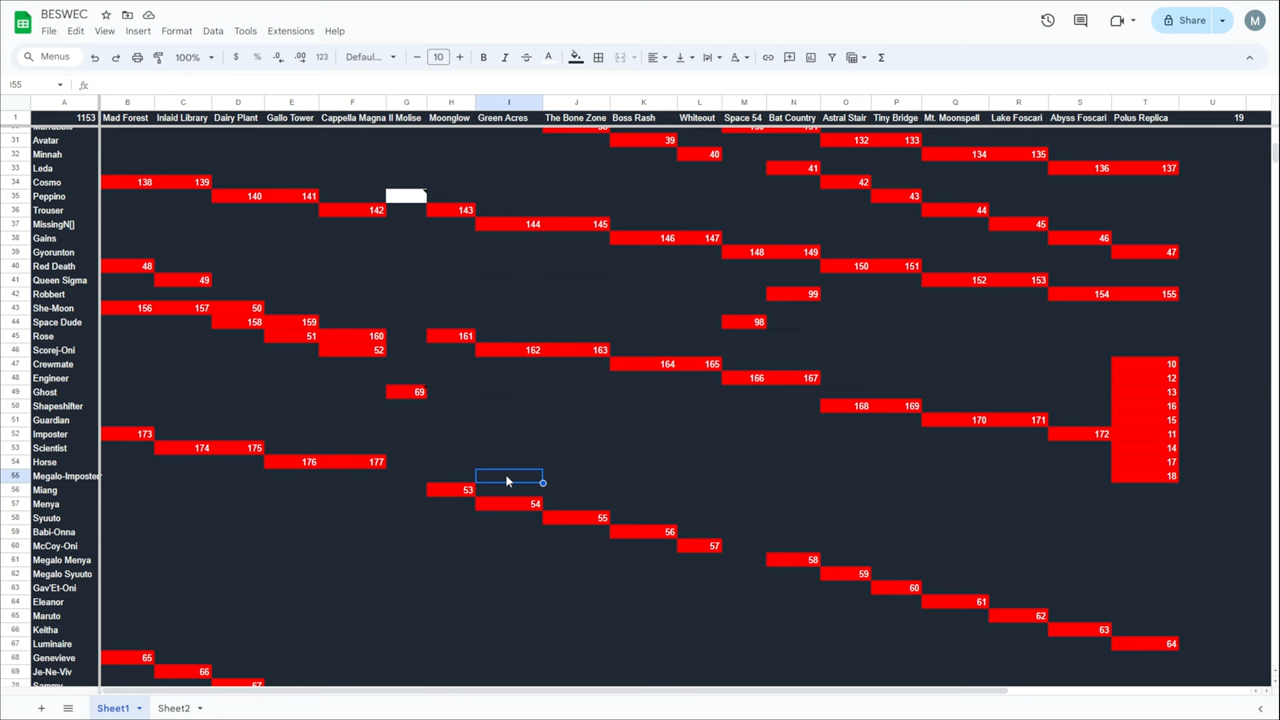 BESWEC
File Edit View Insert Format Data Tools Extensions Help
Share
M
Menus 100% $ % .0 .00 123 Defaul... 10 B I A
I55 fx
A B C D E F G H I J K L M N O P Q R S T U V
1 1153 Mad Forest Inlaid Library Dairy Plant Gallo Tower Cappella Magna Il Molise Moonglow Green Acres The Bone Zone Boss Rash Whiteout Space 54 Bat Country Astral Stair Tiny Bridge Mt. Moonspell Lake Foscari Abyss Foscari Polus Replica 19
31 Avatar 39 132 133
32 Minnah 40 134 135
33 Leda 41 136 137
34 Cosmo 138 139 42
35 Peppino 140 141 43
36 Trouser 142 143 44
37 MissingN[] 144 145 45
38 Gains 146 147 46
39 Gyorunton 148 149 47
40 Red Death 48 150 151
41 Queen Sigma 49 152 153
42 Robbert 99 154 155
43 She-Moon 156 157 50
44 Space Dude 158 159 98
45 Rose 51 160 161
46 Scorej-Oni 52 162 163
47 Crewmate 164 165 10
48 Engineer 166 167 12
49 Ghost 69 13
50 Shapeshifter 168 169 16
51 Guardian 170 171 15
52 Imposter 173 172 11
53 Scientist 174 175 14
54 Horse 176 177 17
55 Megalo-Imposter 18
56 Miang 53
57 Menya 54
58 Syuuto 55
59 Babi-Onna 56
60 McCoy-Oni 57
61 Megalo Menya 58
62 Megalo Syuuto 59
63 Gav'Et-Oni 60
64 Eleanor 61
65 Maruto 62
66 Keitha 63
67 Luminaire 64
68 Genevieve 65
69 Je-Ne-Viv 66
70 Sammy 67
Sheet1 Sheet2